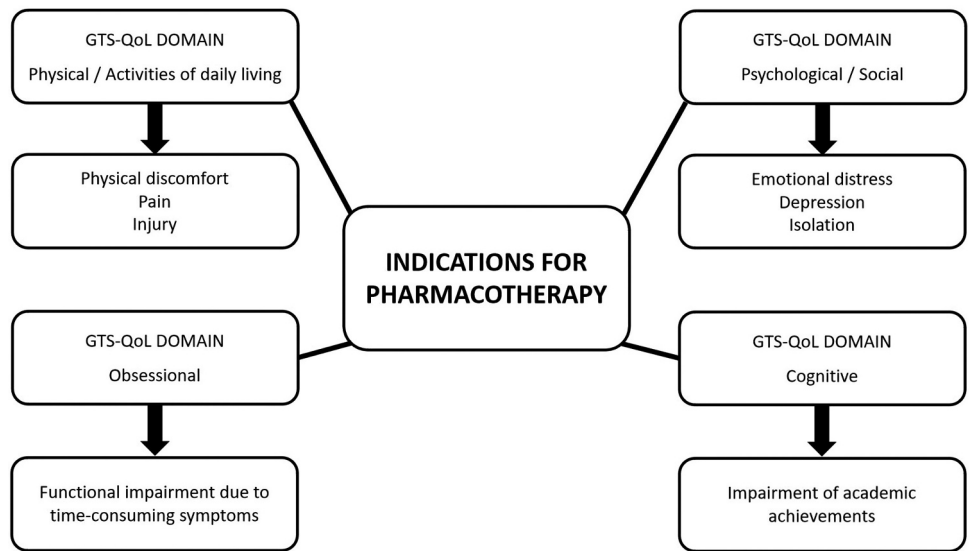 GTS-QoL DOMAIN
Physical / Activities of daily living
Physical discomfort
Pain
Injury
GTS-QoL DOMAIN
Psychological / Social
Emotional distress
Depression
Isolation
INDICATIONS FOR
PHARMACOTHERAPY
GTS-QoL DOMAIN
Obsessional
Functional impairment due to
time-consuming symptoms
GTS-QoL DOMAIN
Cognitive
Impairment of academic
achievements